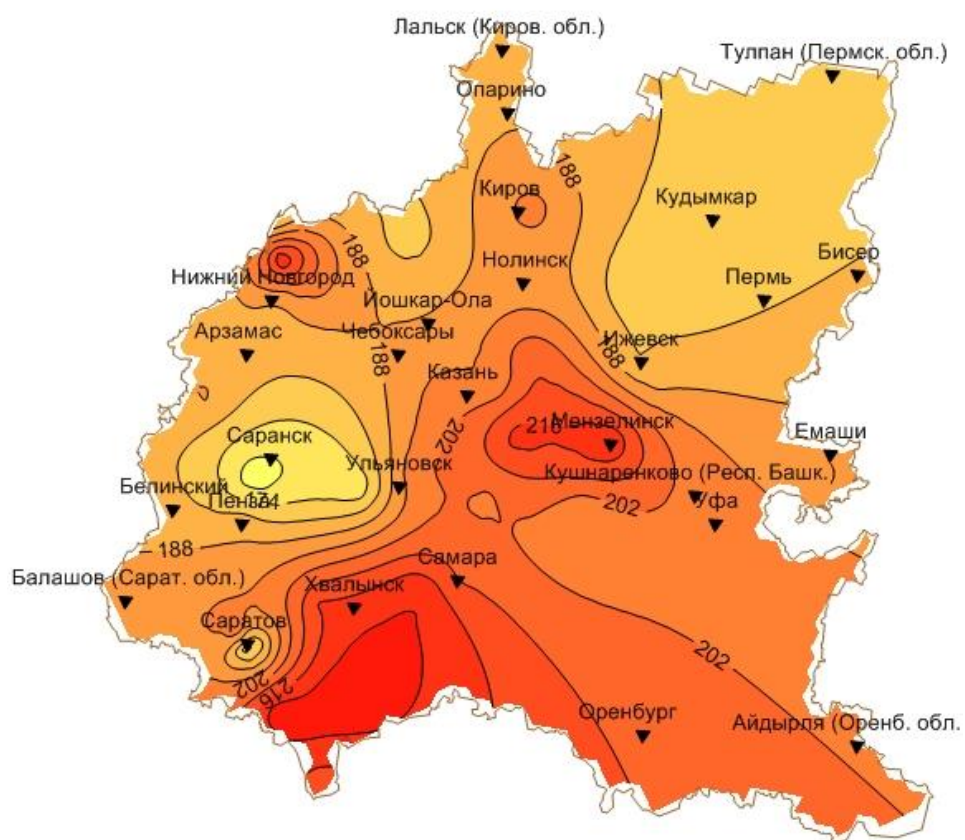 Лальск (Киров. обл.)
Тулпан (Пермск. обл.)
Опарино
188
Киров
Кудымкар
188
Бисер
Нижний Новгород
Нолинск
Пермь
Йошкар-Ола
Арзамас
Чебоксары
Ижевск
188
188
Казань
202
216
Мензелинск
Саранск
Емаши
Ульяновск
Кушнаренково (Респ. Башк.)
Белинский
174
Пенза
202
Уфа
188
Самара
Балашов (Сарат. обл.)
Хвалынск
Саратов
202
202
216
Оренбург
Айдырля (Оренб. обл.